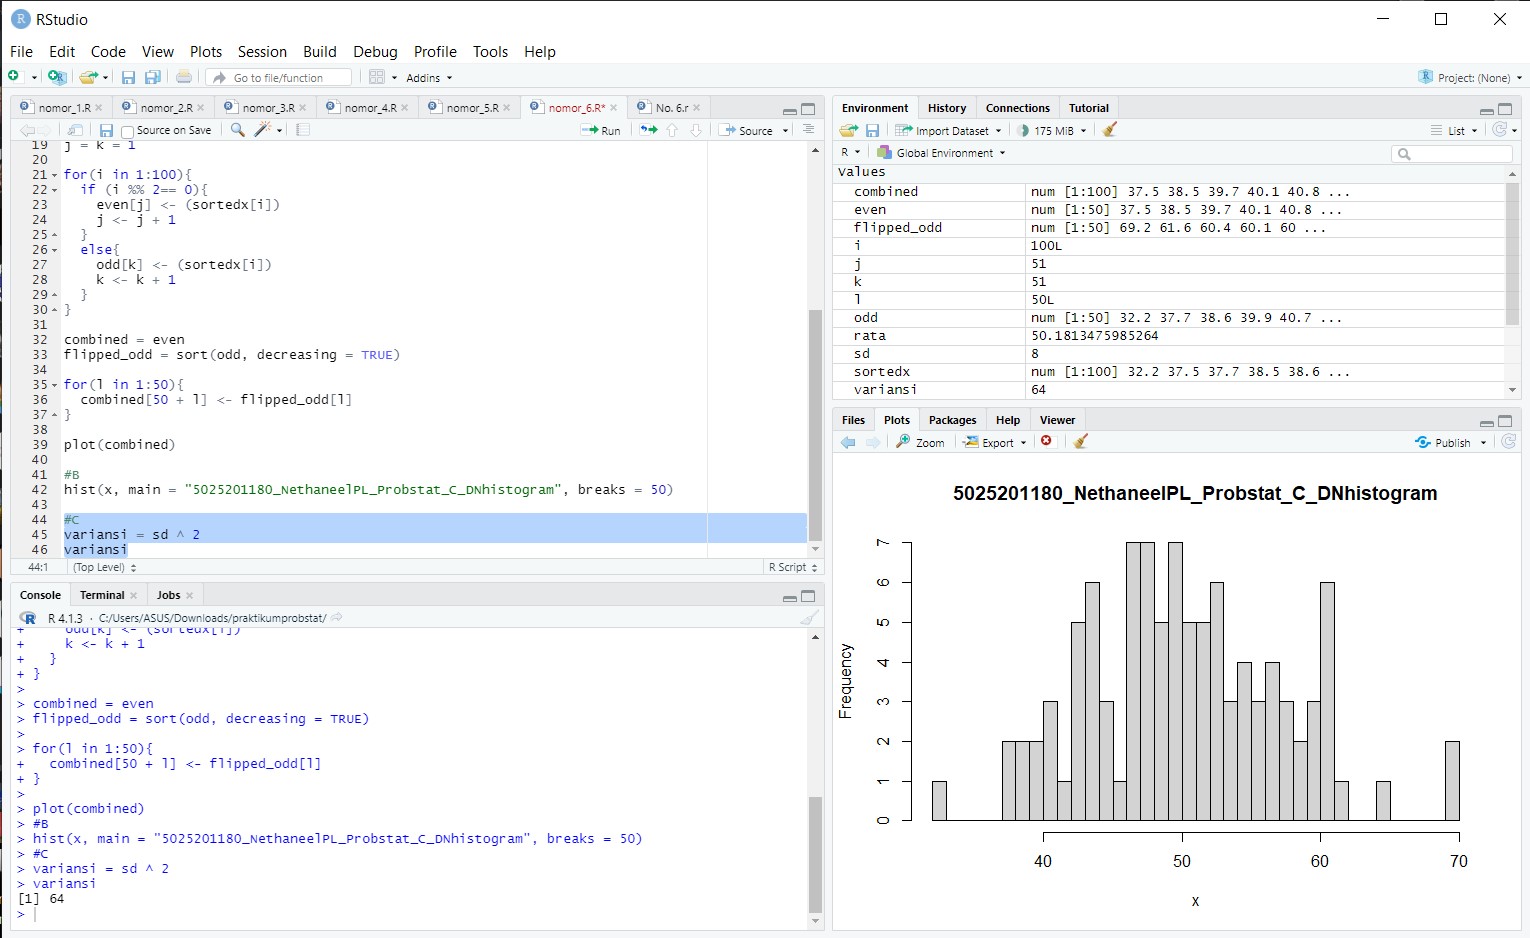 RStudio
File Edit Code View Plots Session Build Debug Profile Tools Help
Go to file/function Addins Project: (None)
nomor_1.R nomor_2.R nomor_3.R nomor_4.R nomor_5.R nomor_6.R* No. 6.r
Source on Save Run Source
19 j = k = 1
20
21 for(i in 1:100){
22 if (i %% 2== 0){
23 even[j] <- (sortedx[i])
24 j <- j + 1
25 }
26 else{
27 odd[k] <- (sortedx[i])
28 k <- k + 1
29 }
30 }
31
32 combined = even
33 flipped_odd = sort(odd, decreasing = TRUE)
34
35 for(l in 1:50){
36 combined[50 + l] <- flipped_odd[l]
37 }
38
39 plot(combined)
40
41 #B
42 hist(x, main = "5025201180_NethaneelPL_Probstat_C_DNhistogram", breaks = 50)
43
44 #C
45 variansi = sd ^ 2
46 variansi
44:1 (Top Level) R Script
Console Terminal Jobs
R 4.1.3 · C:/Users/ASUS/Downloads/praktikumprobstat/
+ odd[k] <- (sortedx[i])
+ k <- k + 1
+ }
+ }
>
> combined = even
> flipped_odd = sort(odd, decreasing = TRUE)
>
> for(l in 1:50){
+ combined[50 + l] <- flipped_odd[l]
+ }
>
> plot(combined)
> #B
> hist(x, main = "5025201180_NethaneelPL_Probstat_C_DNhistogram", breaks = 50)
> #C
> variansi = sd ^ 2
> variansi
[1] 64
>
Environment History Connections Tutorial
Import Dataset 175 MiB List
R Global Environment
Values
combined num [1:100] 37.5 38.5 39.7 40.1 40.8 ...
even num [1:50] 37.5 38.5 39.7 40.1 40.8 ...
flipped_odd num [1:50] 69.2 61.6 60.4 60.1 60 ...
i 100L
j 51
k 51
l 50L
odd num [1:50] 32.2 37.7 38.6 39.9 40.7 ...
rata 50.1813475985264
sd 8
sortedx num [1:100] 32.2 37.5 37.7 38.5 38.6 ...
variansi 64
Files Plots Packages Help Viewer
Zoom Export Publish
5025201180_NethaneelPL_Probstat_C_DNhistogram
Frequency
7
6
5
4
3
2
1
0
40 50 60 70
x